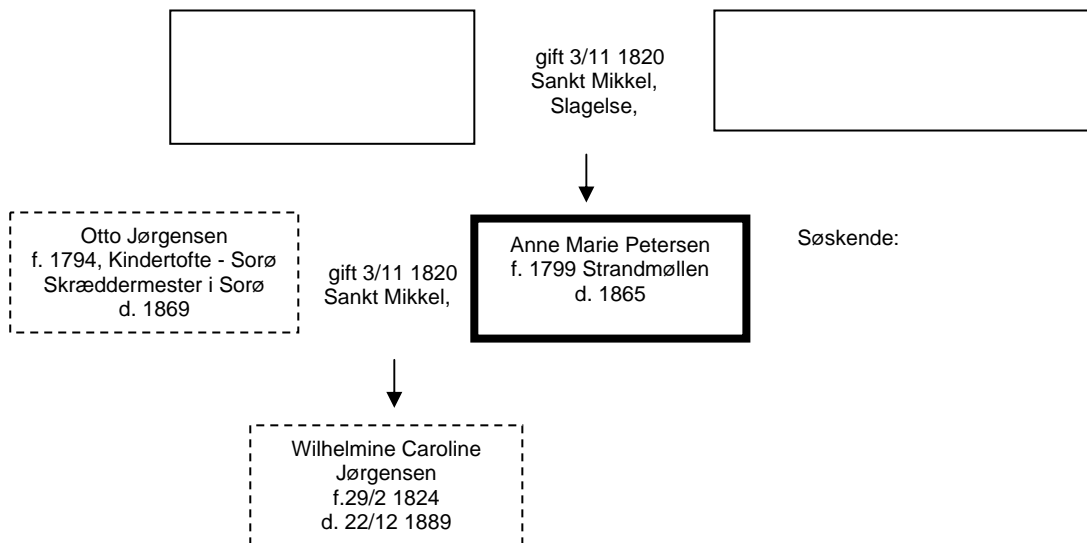 gift 3/11 1820
Sankt Mikkel,
Slagelse,
Otto Jørgensen
f. 1794, Kindertofte - Sorø
Skræddermester i Sorø
d. 1869
gift 3/11 1820
Sankt Mikkel,
Anne Marie Petersen
f. 1799 Strandmøllen
d. 1865
Søskende:
Wilhelmine Caroline
Jørgensen
f.29/2 1824
d. 22/12 1889